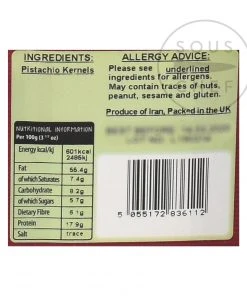 SOUS
CHEF
INGREDIENTS:
Pistachio Kernels
ALLERGY ADVICE:
Please see underlined
ingredients for allergens.
May contain traces of nuts,
peanut, sesame and gluten.
Produce of Iran, Packed in the UK
NUTRITIONAL INFORMATION
Per 100g
Energy kcal/kj 601kcal
2485kj
Fat 55.4g
of which Saturates 7.4g
Carbohydrate 8.2g
of which Sugars 5.7g
Dietary Fibre 6.1g
Protein 17.9g
Salt trace
5 055172 836112